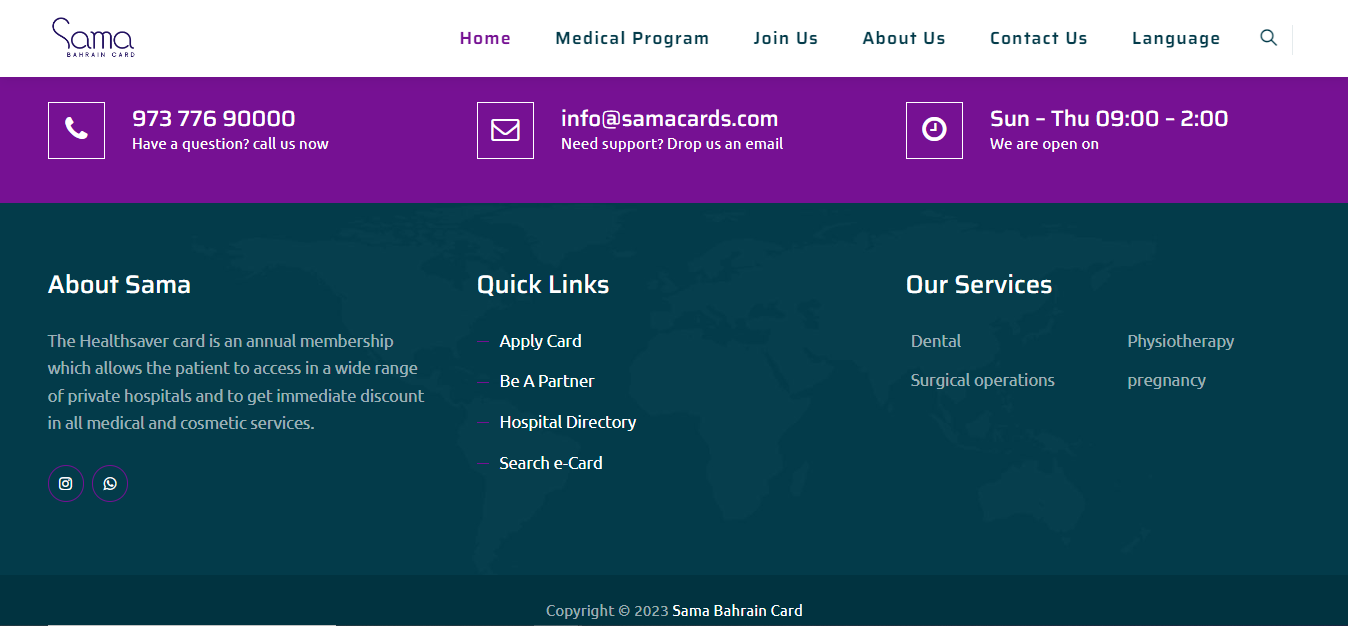 Sama
BAHRAIN CARD
Home
Medical Program
Join Us
About Us
Contact Us
Language
973 776 90000
Have a question? call us now
info@samacards.com
Need support? Drop us an email
Sun – Thu 09:00 – 2:00
We are open on
About Sama
The Healthsaver card is an annual membership
which allows the patient to access in a wide range
of private hospitals and to get immediate discount
in all medical and cosmetic services.
Quick Links
Apply Card
Be A Partner
Hospital Directory
Search e-Card
Our Services
Dental
Physiotherapy
Surgical operations
pregnancy
Copyright © 2023 Sama Bahrain Card